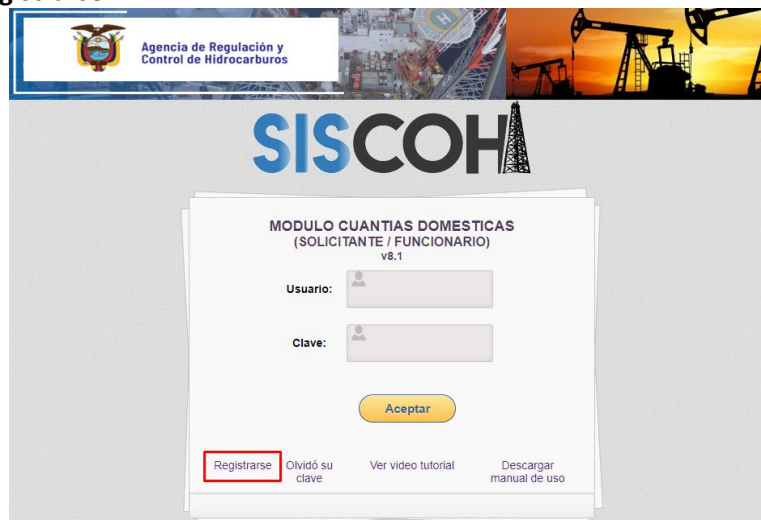 Agencia de Regulación y
Control de Hidrocarburos
SISCOH
MODULO CUANTIAS DOMESTICAS
(SOLICITANTE / FUNCIONARIO)
v8.1
Usuario:
Clave:
Aceptar
Registrarse Olvidó su clave Ver video tutorial Descargar manual de uso